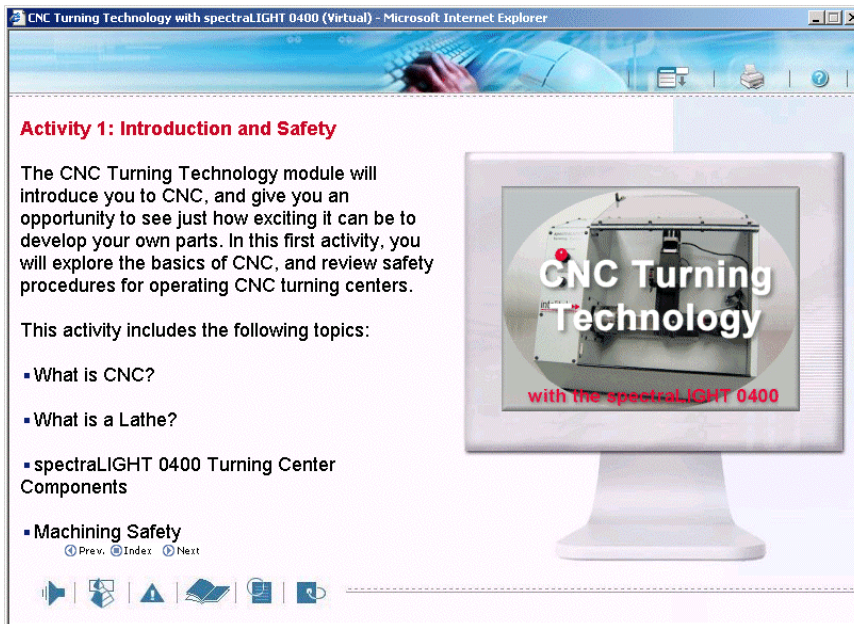 CNC Turning Technology with spectraLIGHT 0400 (Virtual) - Microsoft Internet Explorer
Activity 1: Introduction and Safety
The CNC Turning Technology module will
introduce you to CNC, and give you an
opportunity to see just how exciting it can be to
develop your own parts. In this first activity, you
will explore the basics of CNC, and review safety
procedures for operating CNC turning centers.
This activity includes the following topics:
▪ What is CNC?
▪ What is a Lathe?
▪ spectraLIGHT 0400 Turning Center
Components
▪ Machining Safety
Prev. Index Next
CNC Turning
Technology
with the spectraLIGHT 0400